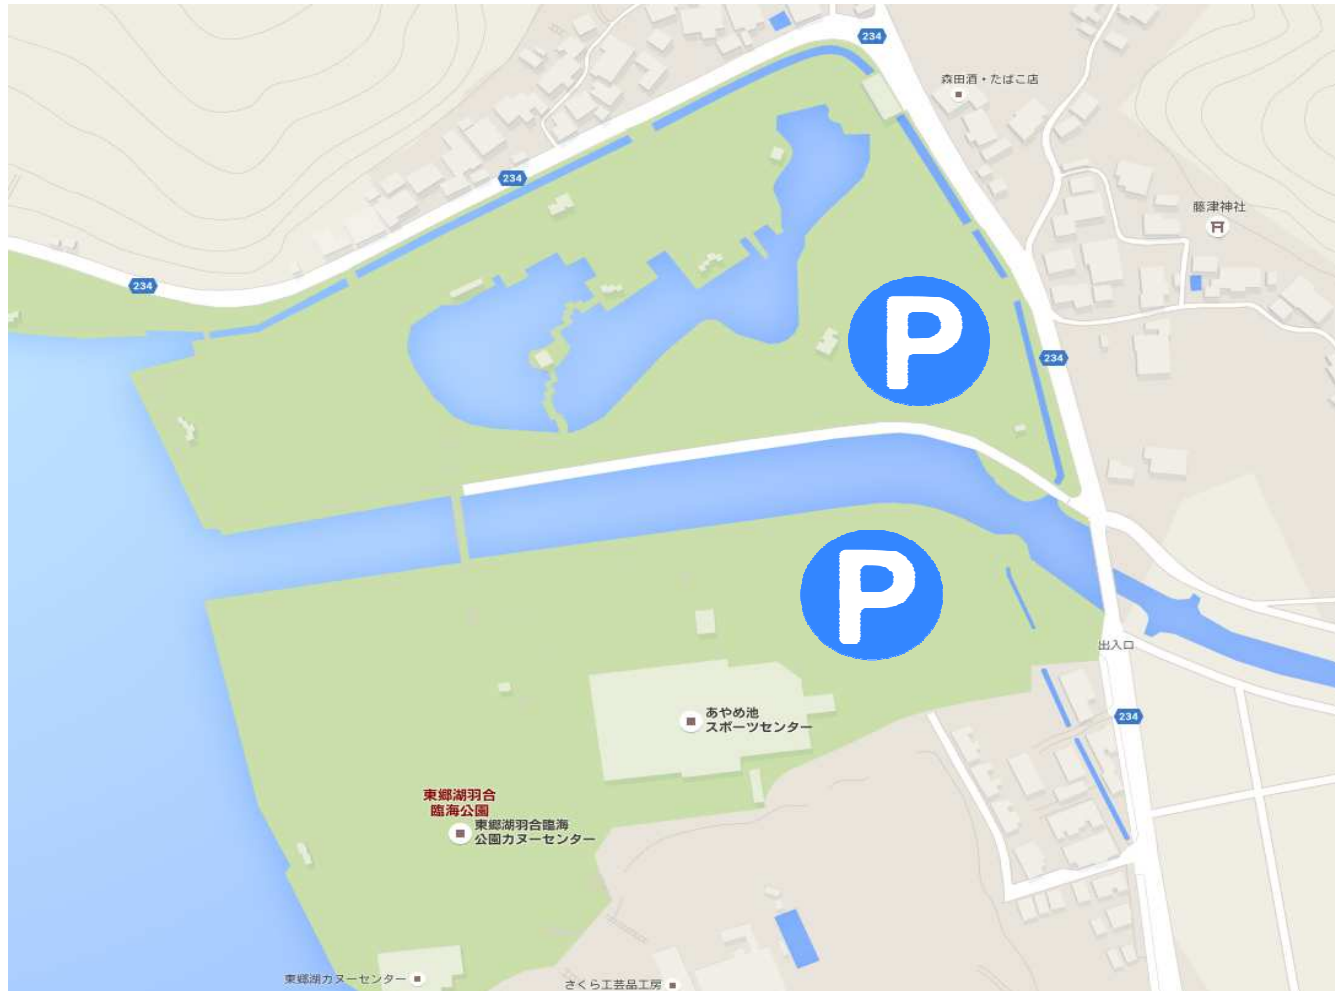 234
森田酒・たばこ店
234
藤津神社
234
P
234
P
出入口
あやめ池
スポーツセンター
234
東郷湖羽合
臨海公園
東郷湖羽合臨海
公園カヌーセンター
東郷湖カヌーセンター
さくら工芸品工房